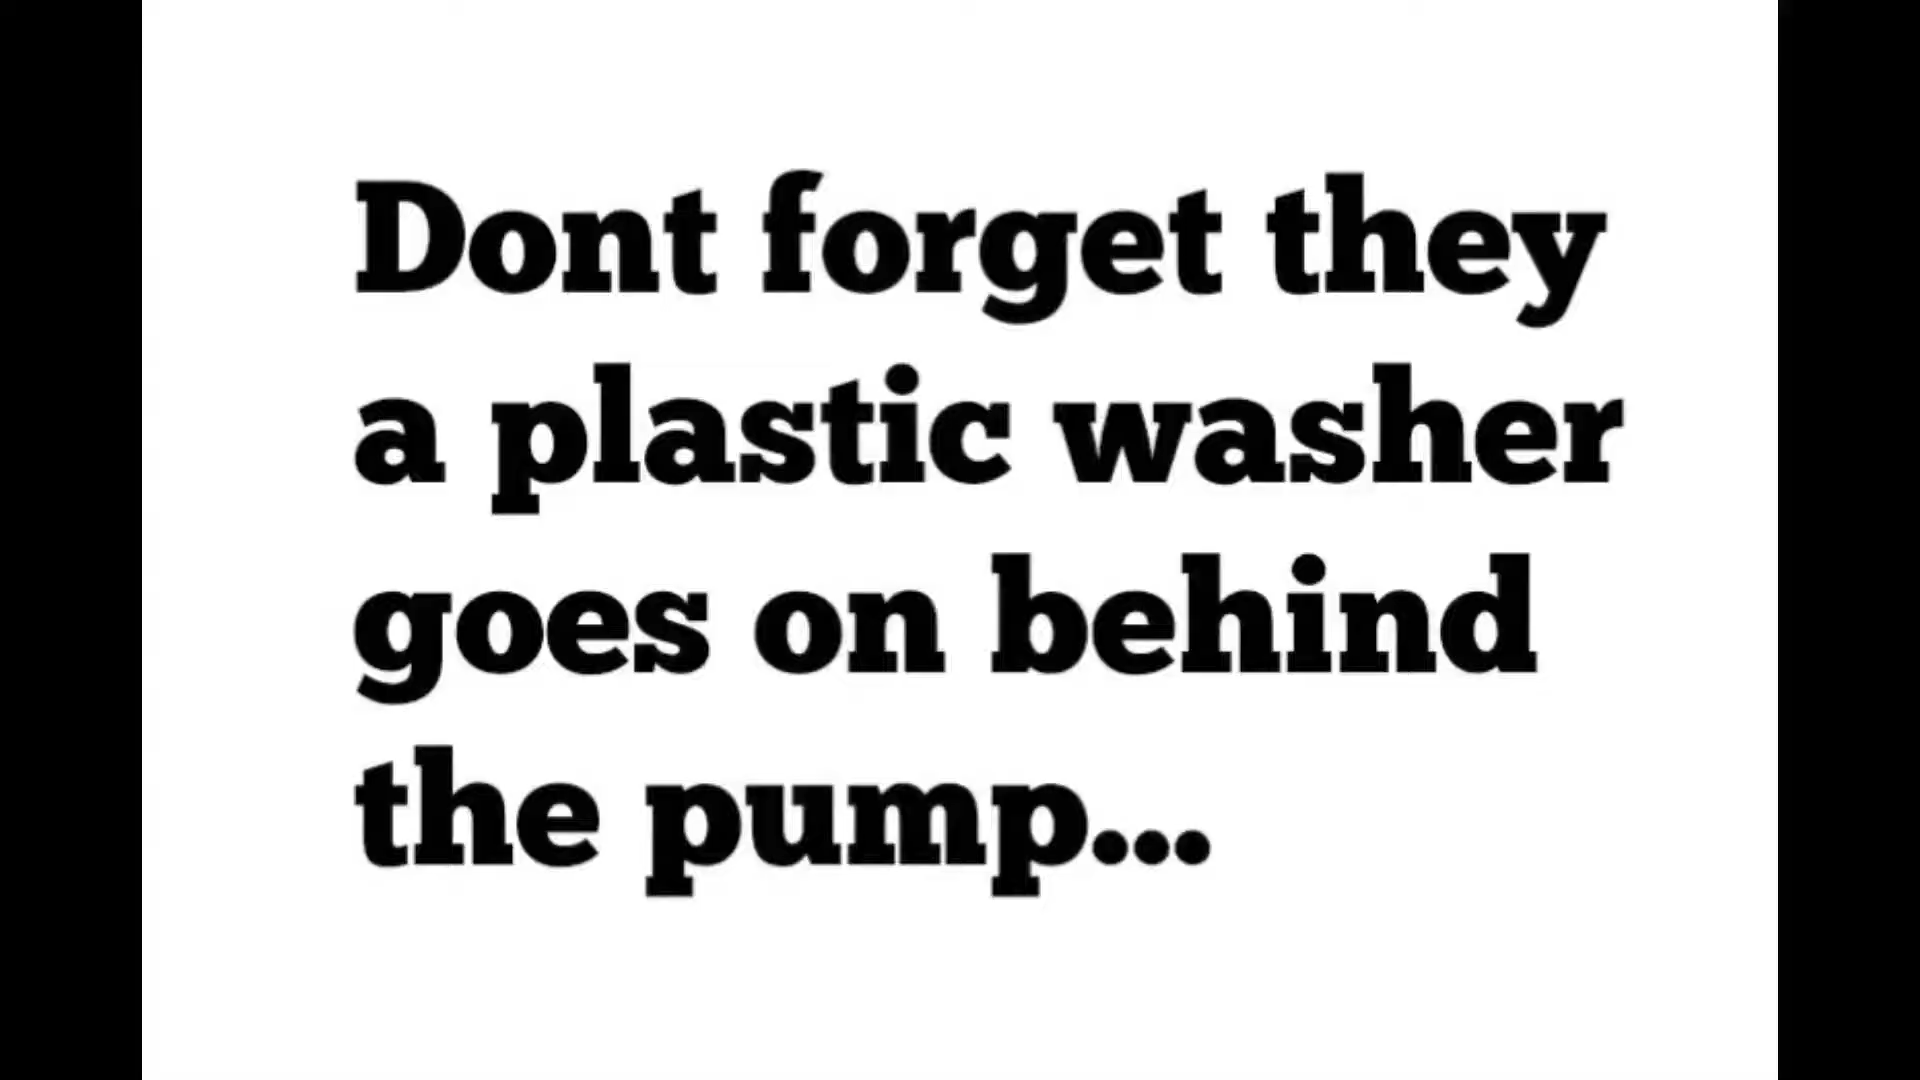 Dont forget they
a plastic washer
goes on behind
the pump...